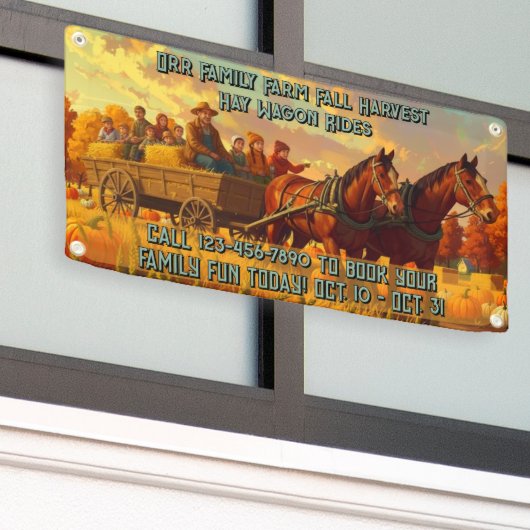 Orr Family Farm Fall Harvest
Hay Wagon Rides
CALL 123-456-7890 TO BOOK YOUR
FAMILY FUN TODAY! OCT. 10 - OCT. 31